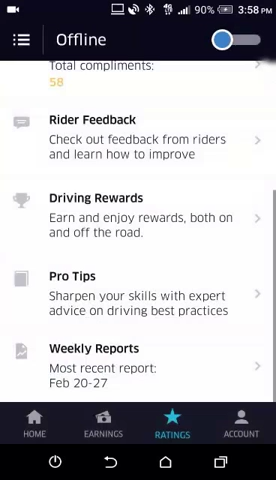 90% 3:58 PM
Offline
Total compliments:
58
Rider Feedback
Check out feedback from riders
and learn how to improve
Driving Rewards
Earn and enjoy rewards, both on
and off the road.
Pro Tips
Sharpen your skills with expert
advice on driving best practices
Weekly Reports
Most recent report:
Feb 20-27
HOME EARNINGS RATINGS ACCOUNT